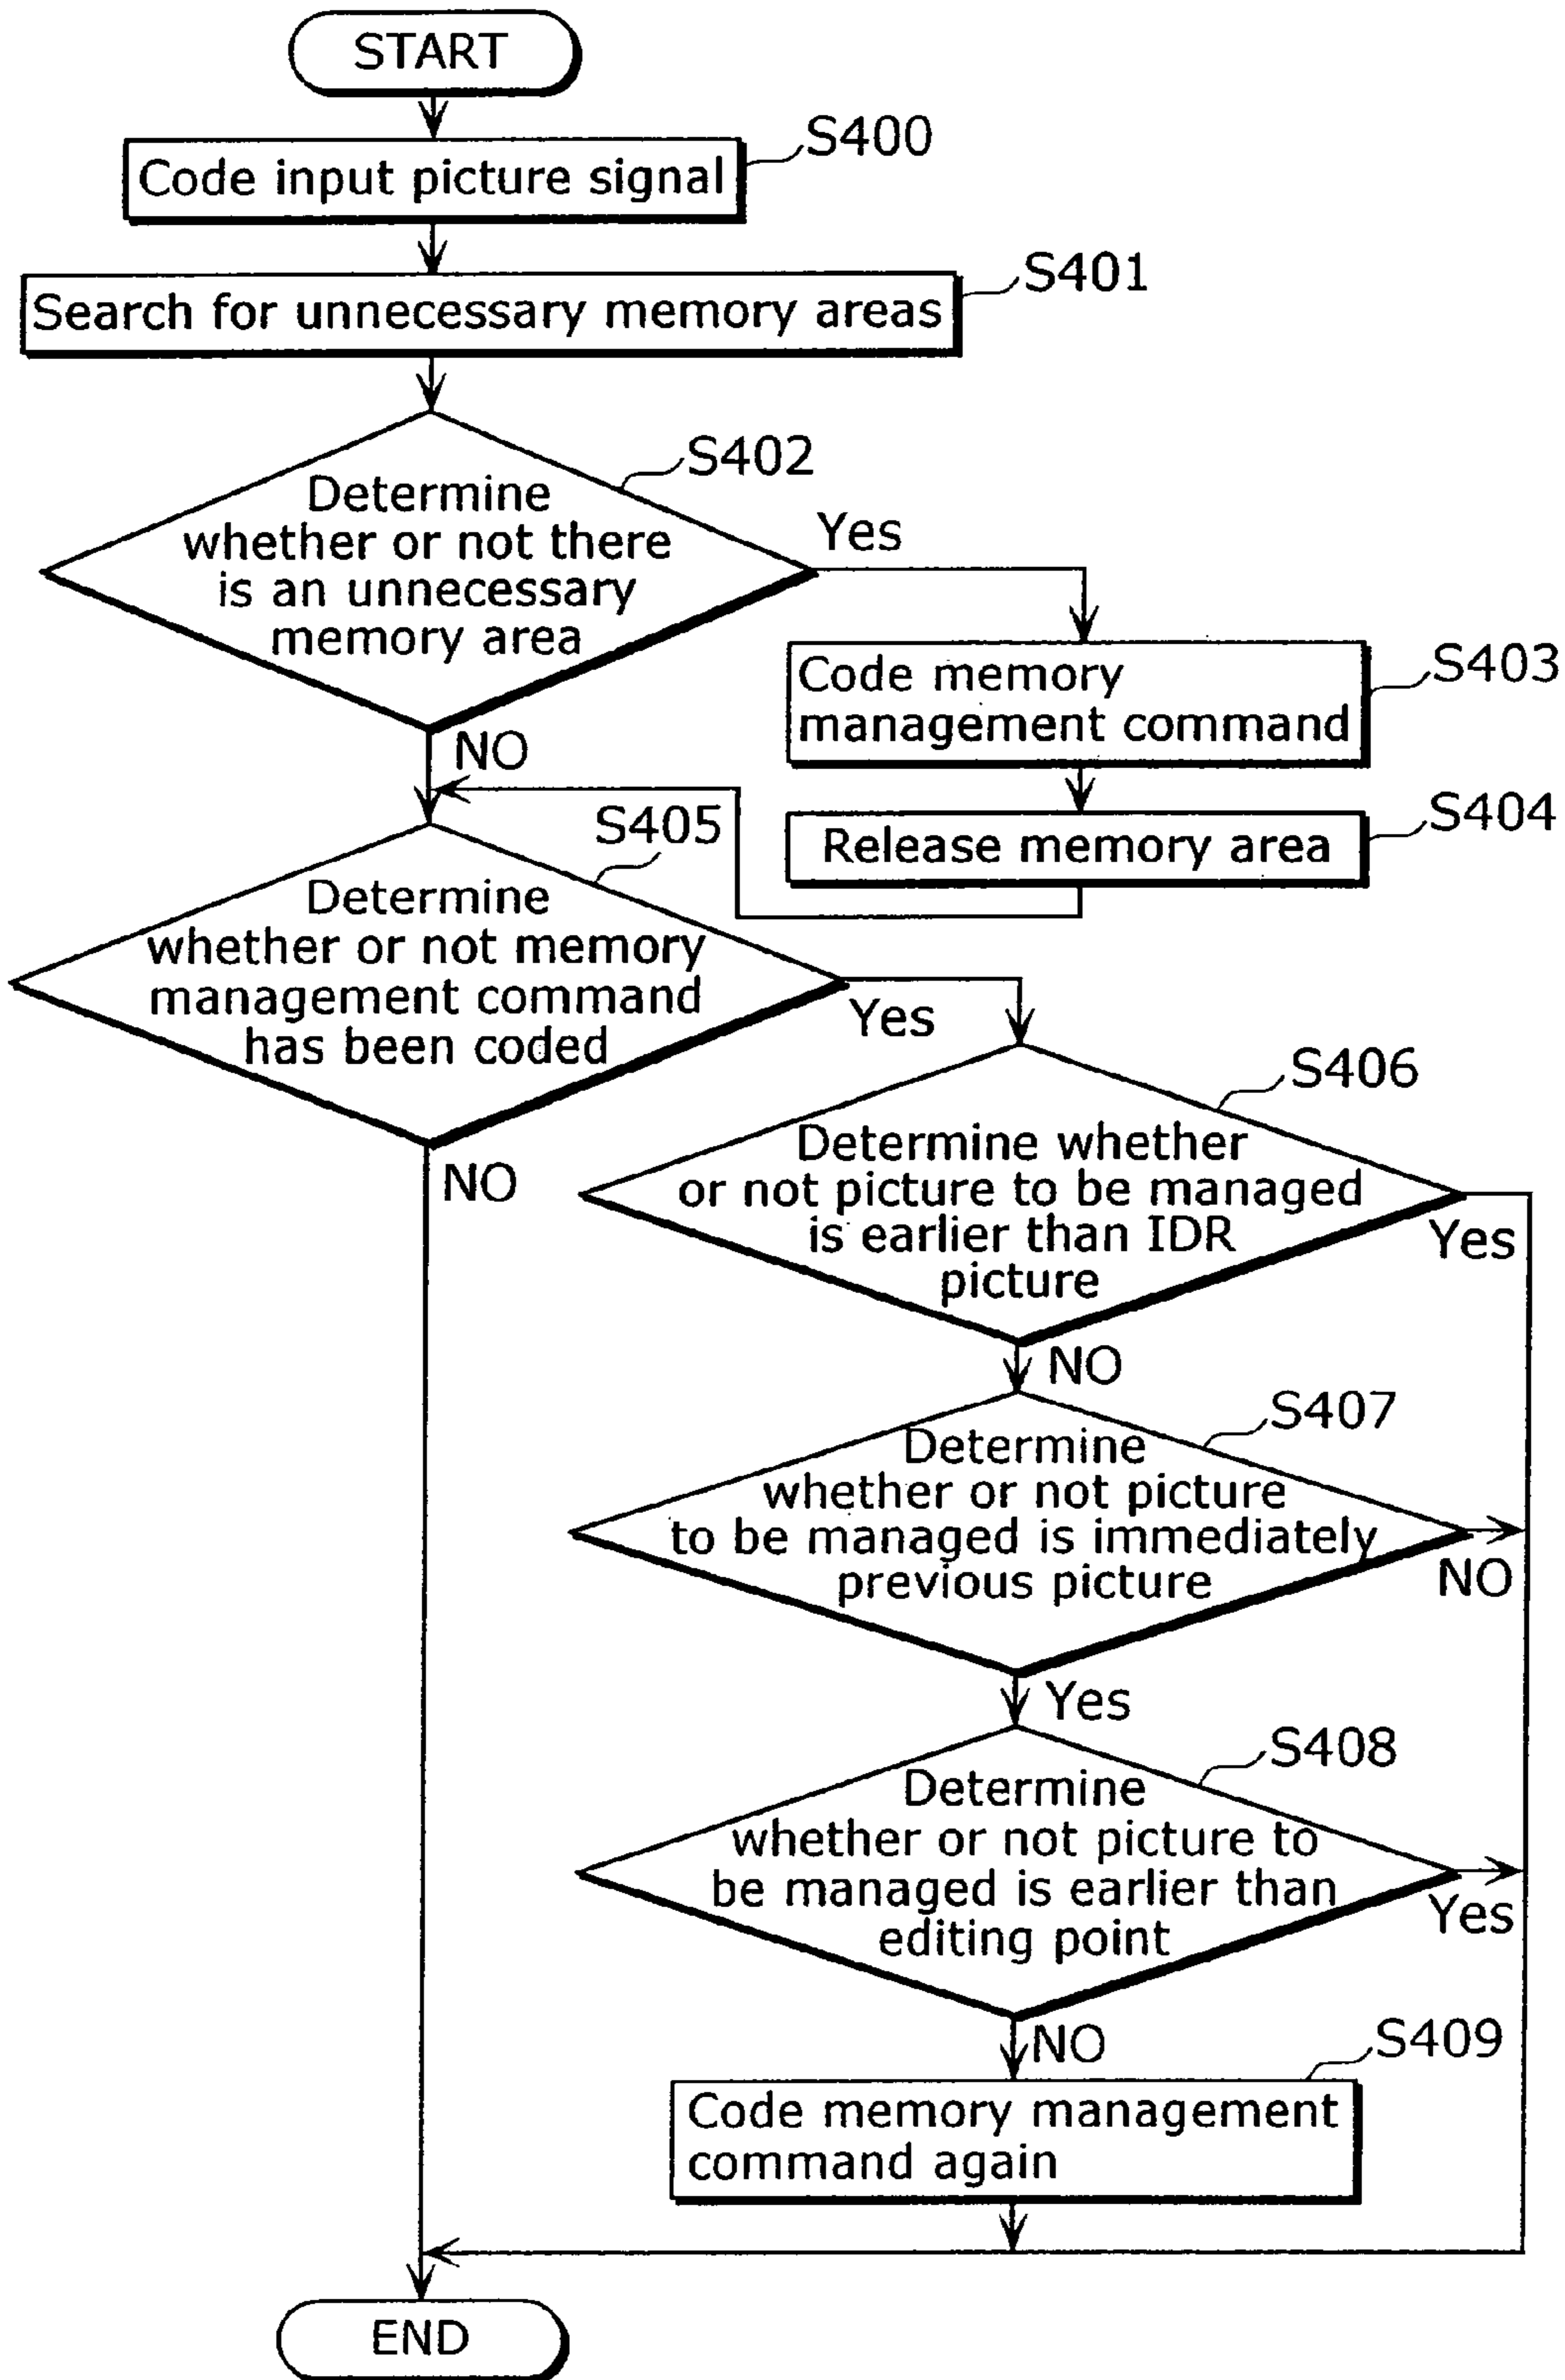 START
S400
Code input picture signal
S401
Search for unnecessary memory areas
S402
Determine
whether or not there
is an unnecessary
memory area
Yes
NO
S403
Code memory
management command
S404
Release memory area
S405
Determine
whether or not memory
management command
has been coded
Yes
NO
S406
Determine whether
or not picture to be managed
is earlier than IDR
picture
Yes
NO
S407
Determine
whether or not picture
to be managed is immediately
previous picture
NO
Yes
S408
Determine
whether or not picture to
be managed is earlier than
editing point
Yes
NO
S409
Code memory management
command again
END